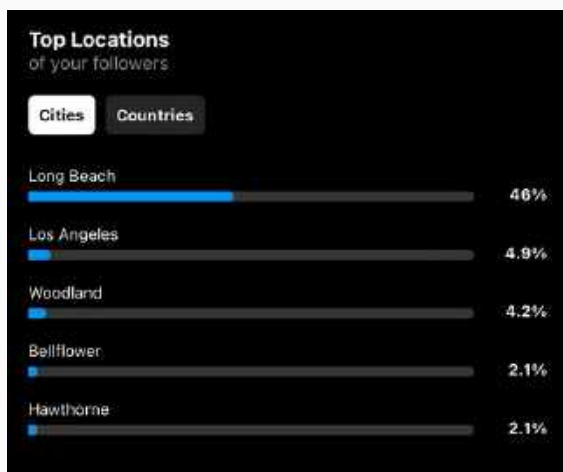 Top Locations
of your followers
Cities Countries
Long Beach
46%
Los Angeles
4.9%
Woodland
4.2%
Bellflower
2.1%
Hawthorne
2.1%